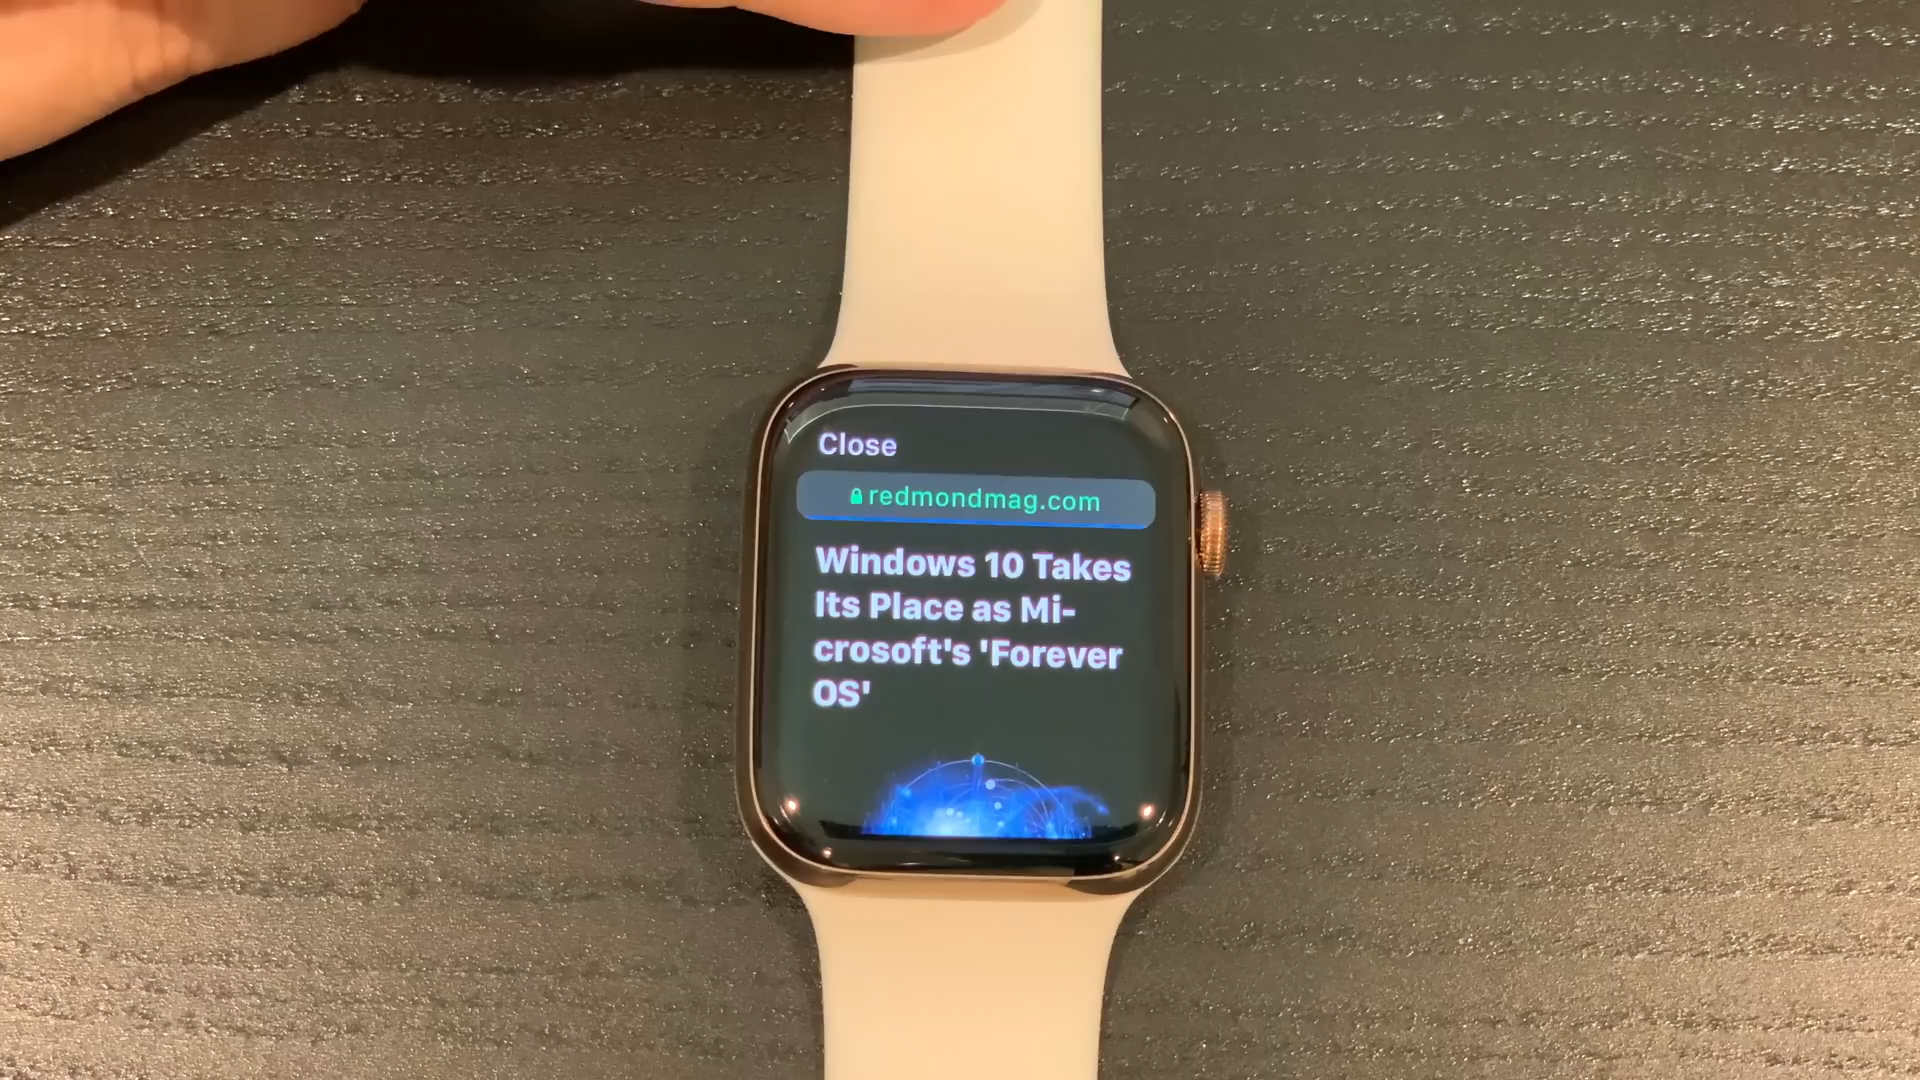 Close
redmondmag.com
Windows 10 Takes
Its Place as Mi-
crosoft's 'Forever
OS'